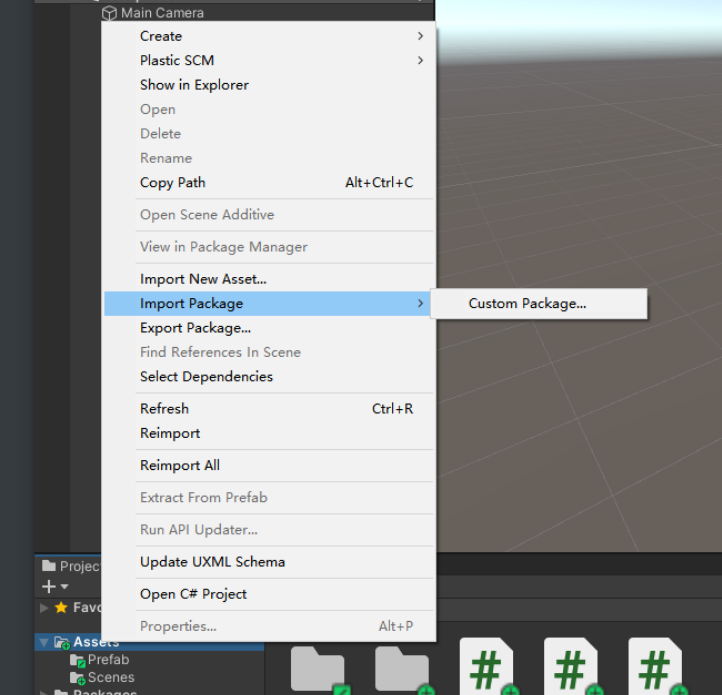 Main Camera
Create
Plastic SCM
Show in Explorer
Open
Delete
Rename
Copy Path Alt+Ctrl+C
Open Scene Additive
View in Package Manager
Import New Asset...
Import Package Custom Package...
Export Package...
Find References In Scene
Select Dependencies
Refresh Ctrl+R
Reimport
Reimport All
Extract From Prefab
Run API Updater...
Update UXML Schema
Open C# Project
Properties... Alt+P
Projec
Favo
Assets
Prefab
Scenes
Packages
# # #